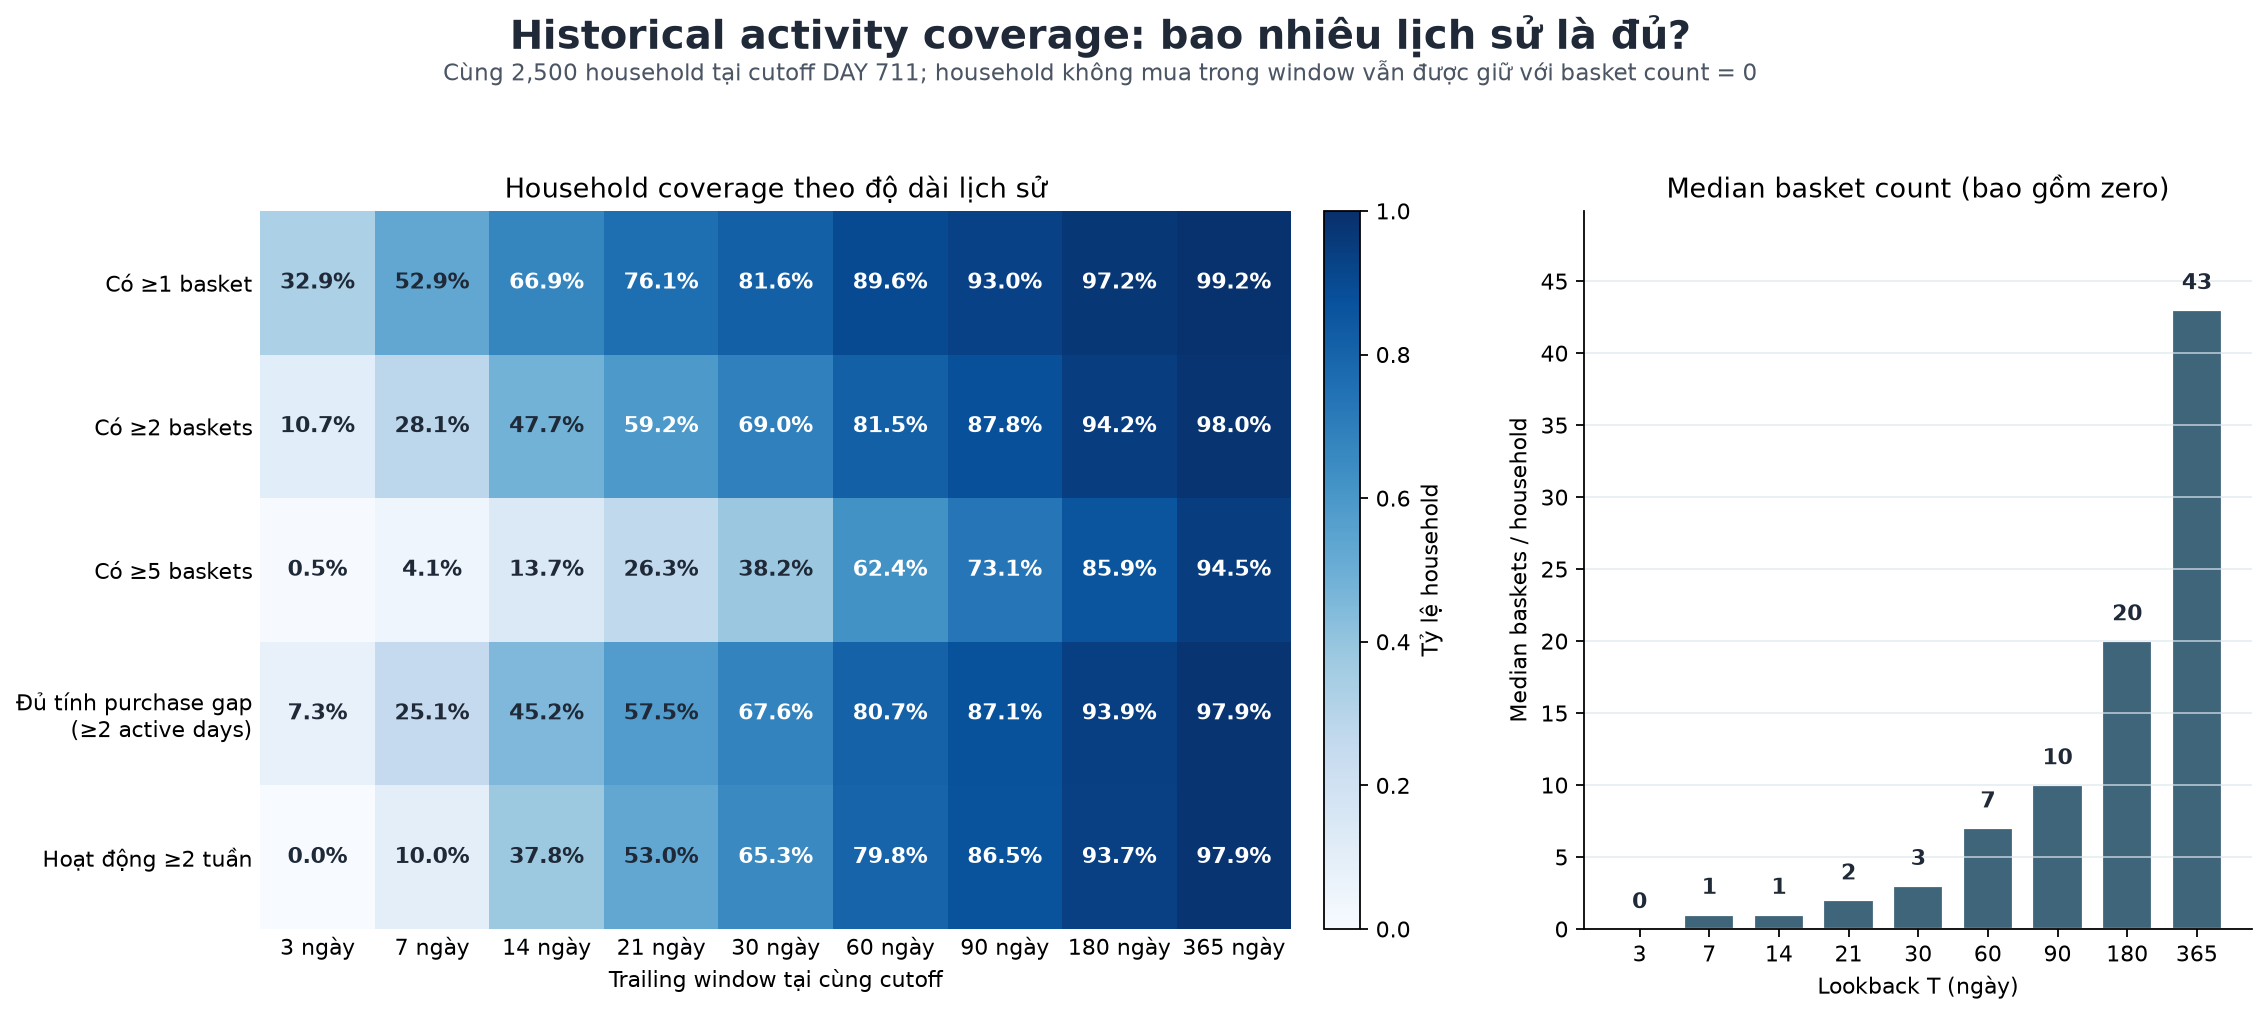 Historical activity coverage: bao nhiêu lịch sử là đủ?
Cùng 2,500 household tại cutoff DAY 711; household không mua trong window vẫn được giữ với basket count = 0
Household coverage theo độ dài lịch sử
Có ≥1 basket 32.9% 52.9% 66.9% 76.1% 81.6% 89.6% 93.0% 97.2% 99.2%
Có ≥2 baskets 10.7% 28.1% 47.7% 59.2% 69.0% 81.5% 87.8% 94.2% 98.0%
Có ≥5 baskets 0.5% 4.1% 13.7% 26.3% 38.2% 62.4% 73.1% 85.9% 94.5%
Đủ tính purchase gap
(≥2 active days) 7.3% 25.1% 45.2% 57.5% 67.6% 80.7% 87.1% 93.9% 97.9%
Hoạt động ≥2 tuần 0.0% 10.0% 37.8% 53.0% 65.3% 79.8% 86.5% 93.7% 97.9%
3 ngày 7 ngày 14 ngày 21 ngày 30 ngày 60 ngày 90 ngày 180 ngày 365 ngày
Trailing window tại cùng cutoff
1.0
0.8
0.6
0.4
0.2
0.0
Tỷ lệ household
Median basket count (bao gồm zero)
Median baskets / household
45
40
35
30
25
20
15
10
5
0
0 1 1 2 3 7 10 20 43
3 7 14 21 30 60 90 180 365
Lookback T (ngày)